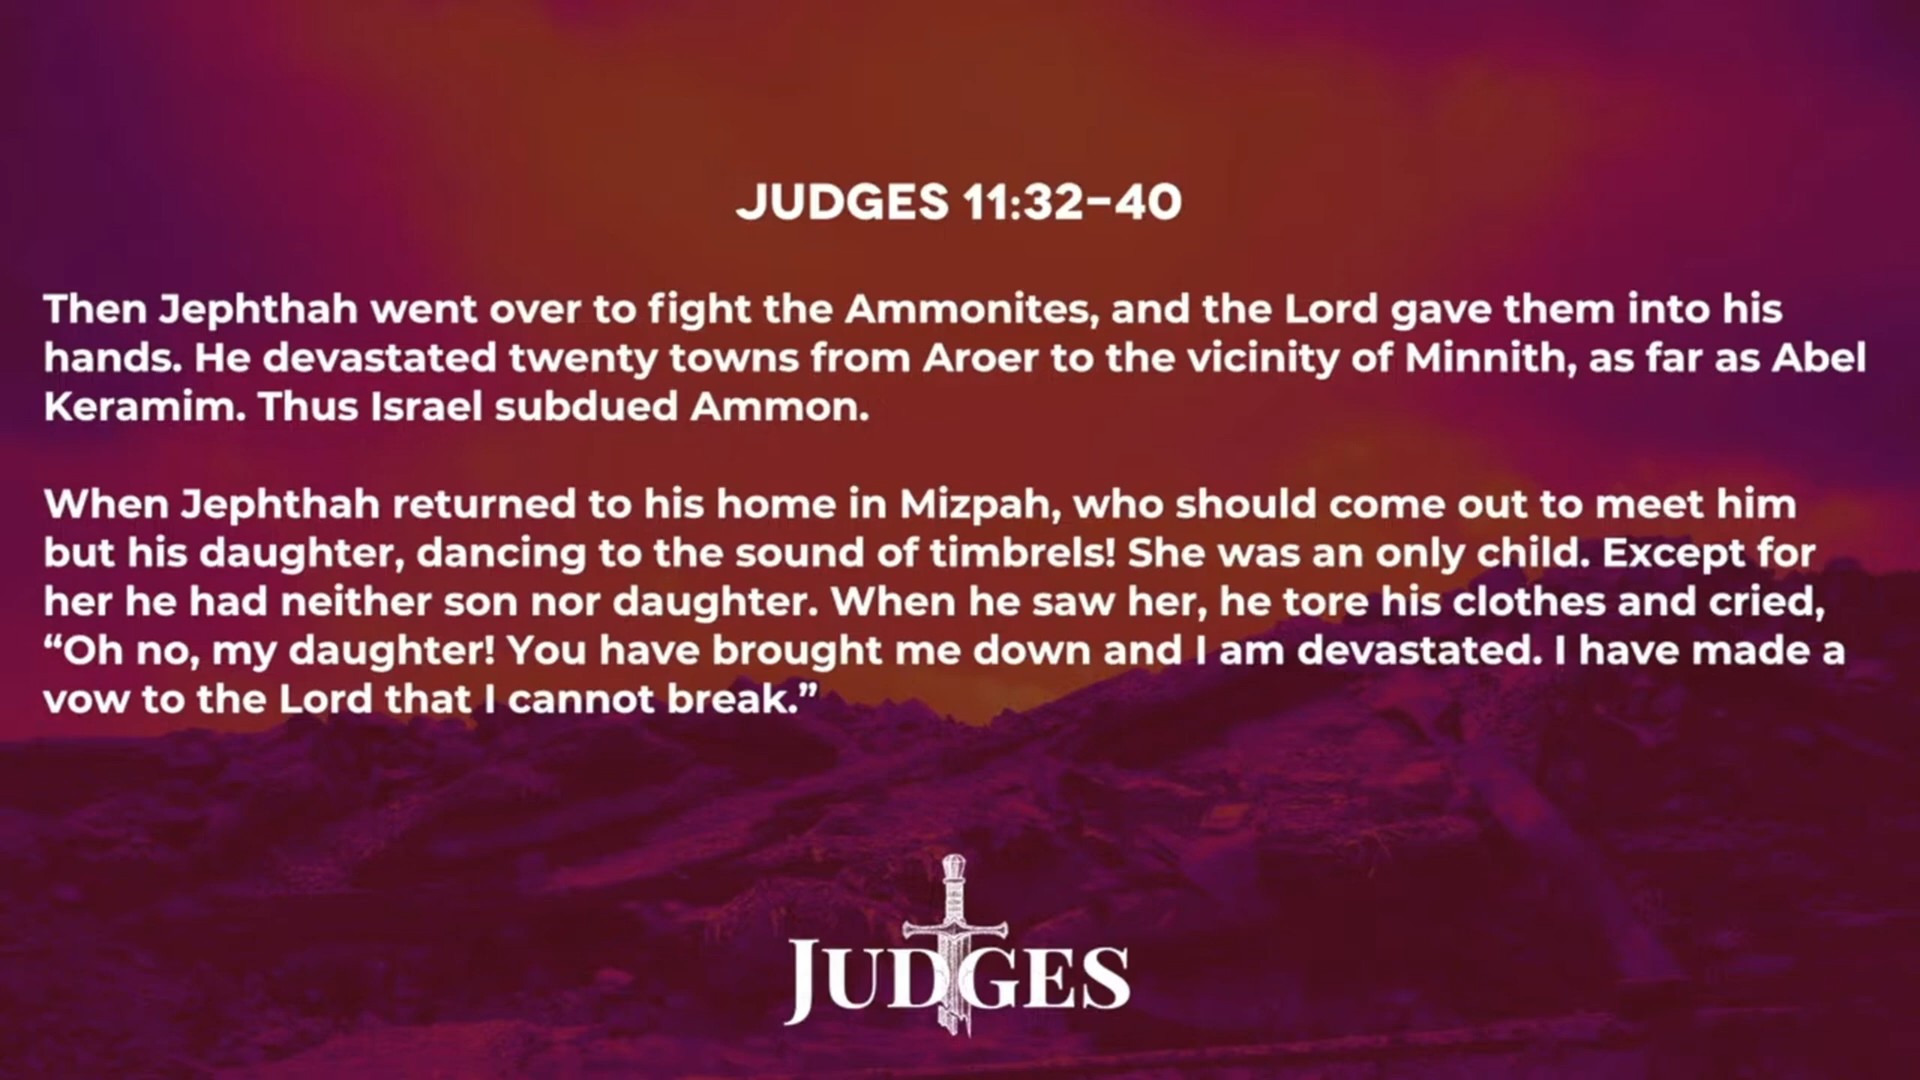 JUDGES 11:32-40
Then Jephthah went over to fight the Ammonites, and the Lord gave them into his
hands. He devastated twenty towns from Aroer to the vicinity of Minnith, as far as Abel
Keramim. Thus Israel subdued Ammon.
When Jephthah returned to his home in Mizpah, who should come out to meet him
but his daughter, dancing to the sound of timbrels! She was an only child. Except for
her he had neither son nor daughter. When he saw her, he tore his clothes and cried,
“Oh no, my daughter! You have brought me down and I am devastated. I have made a
vow to the Lord that I cannot break.”
JUDGES